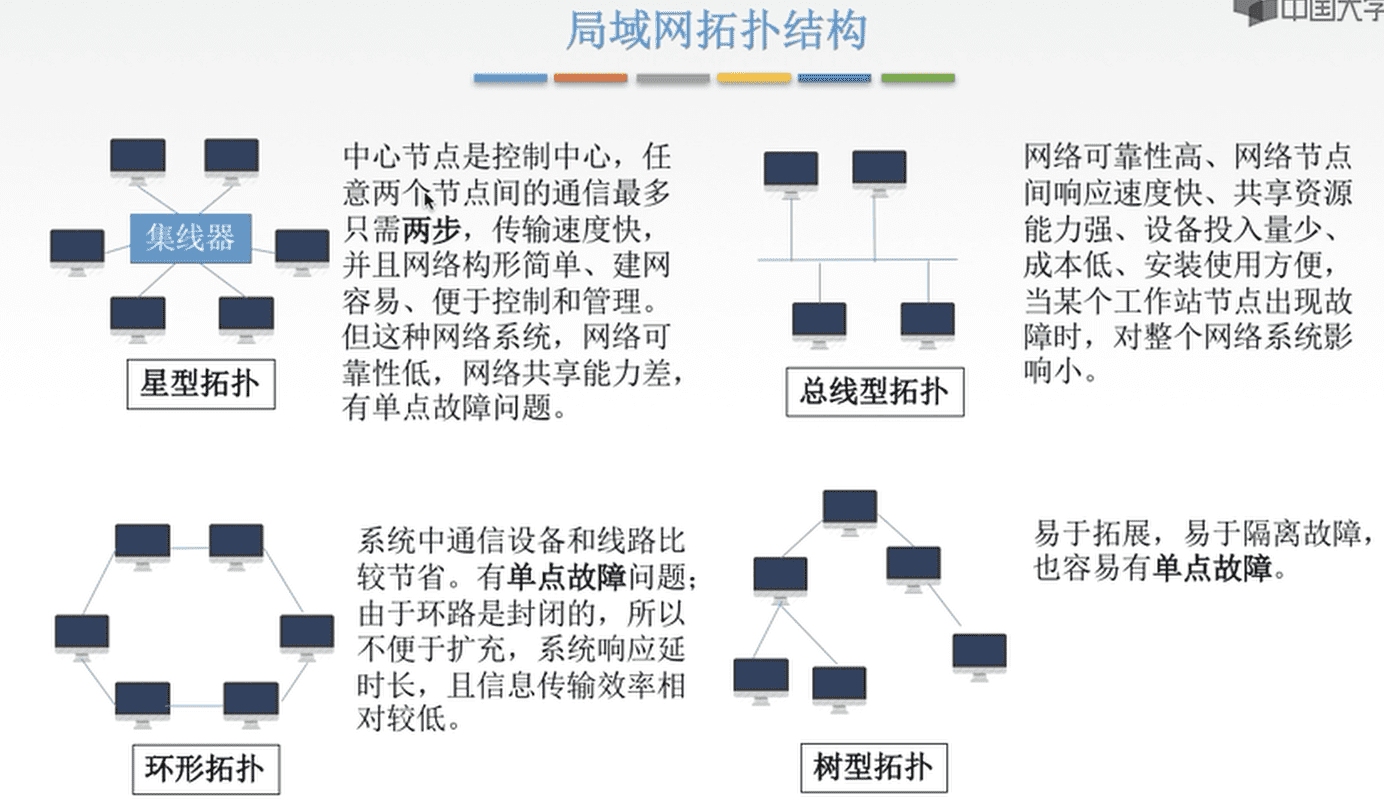 局域网拓扑结构
中国大学
集线器
星型拓扑
中心节点是控制中心，任
意两个节点间的通信最多
只需两步，传输速度快，
并且网络构形简单、建网
容易、便于控制和管理。
但这种网络系统，网络可
靠性低，网络共享能力差，
有单点故障问题。
总线型拓扑
网络可靠性高、网络节点
间响应速度快、共享资源
能力强、设备投入量少、
成本低、安装使用方便，
当某个工作站节点出现故
障时，对整个网络系统影
响小。
环形拓扑
系统中通信设备和线路比
较节省。有单点故障问题；
由于环路是封闭的，所以
不便于扩充，系统响应延
时长，且信息传输效率相
对较低。
树型拓扑
易于拓展，易于隔离故障，
也容易有单点故障。